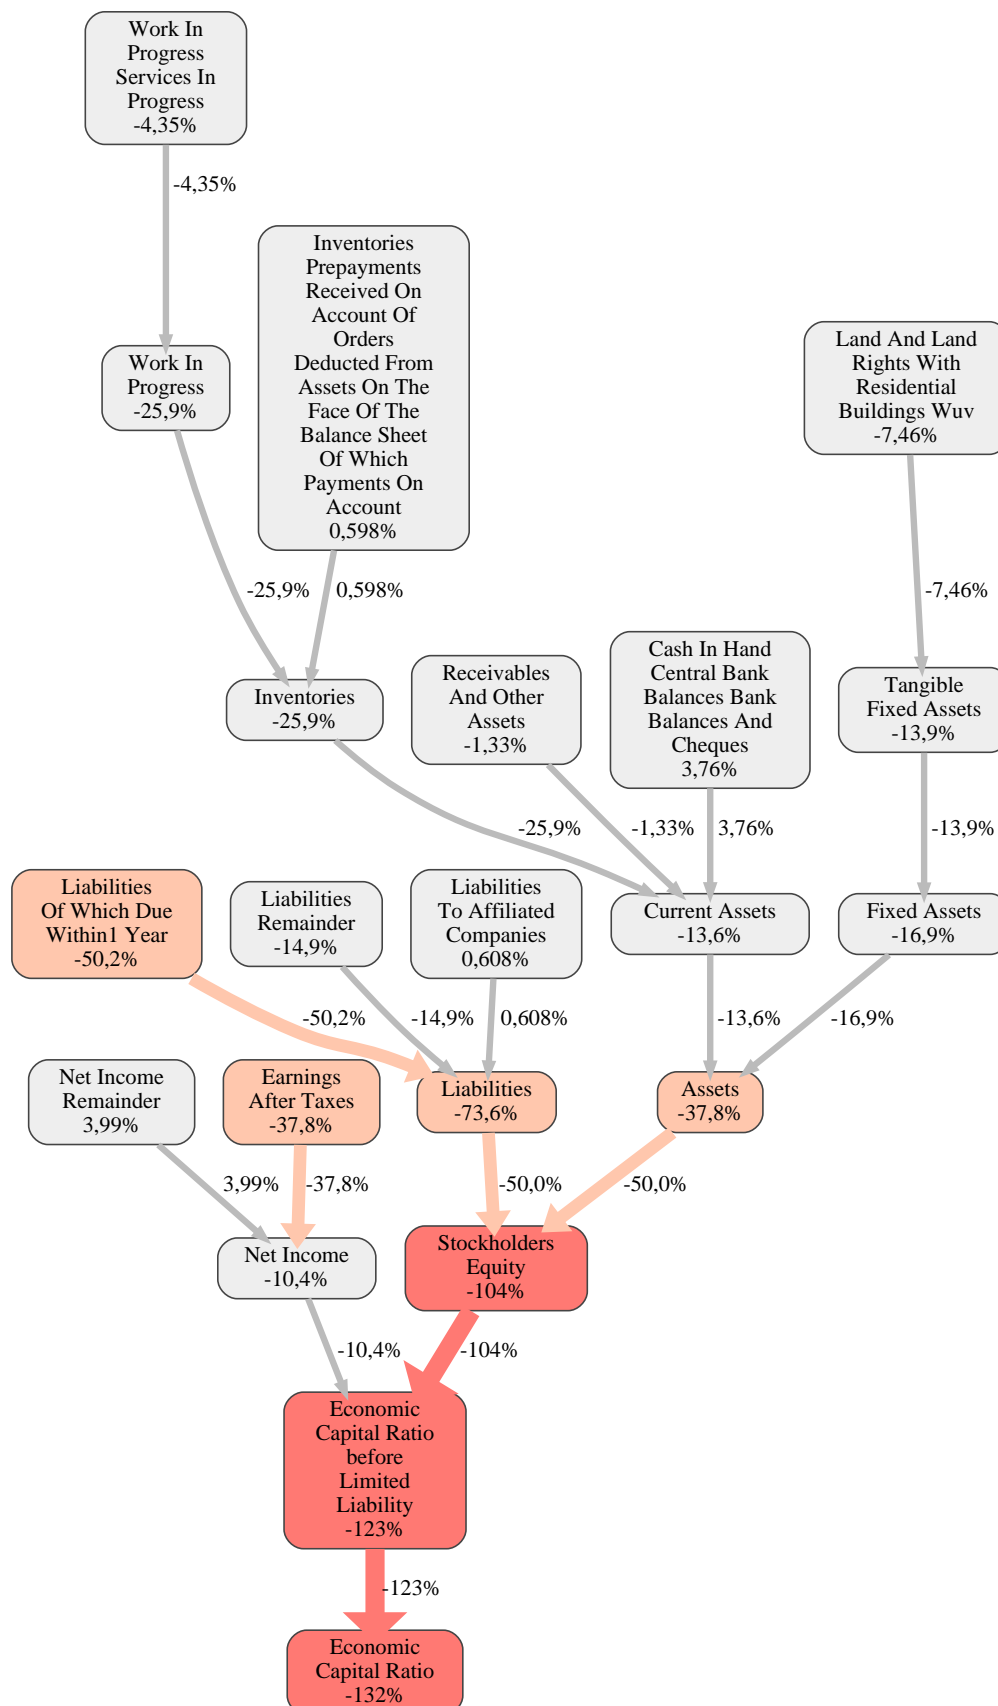 Work In
Progress
Services In
Progress
-4,35%
-4,35%
Inventories
Prepayments
Received On
Account Of
Orders
Deducted From
Assets On The
Face Of The
Balance Sheet
Of Which
Payments On
Account
0,598%
Land And Land
Rights With
Residential
Buildings Wuv
-7,46%
Work In
Progress
-25,9%
-25,9%
0,598%
-7,46%
Inventories
-25,9%
Receivables
And Other
Assets
-1,33%
Cash In Hand
Central Bank
Balances Bank
Balances And
Cheques
3,76%
Tangible
Fixed Assets
-13,9%
-25,9%
-1,33%
3,76%
-13,9%
Liabilities
Of Which Due
Within1 Year
-50,2%
Liabilities
Remainder
-14,9%
Liabilities
To Affiliated
Companies
0,608%
Current Assets
-13,6%
Fixed Assets
-16,9%
-50,2%
-14,9%
0,608%
-13,6%
-16,9%
Net Income
Remainder
3,99%
Earnings
After Taxes
-37,8%
Liabilities
-73,6%
Assets
-37,8%
3,99%
-37,8%
-50,0%
-50,0%
Net Income
-10,4%
Stockholders
Equity
-104%
-10,4%
-104%
Economic
Capital Ratio
before
Limited
Liability
-123%
-123%
Economic
Capital Ratio
-132%